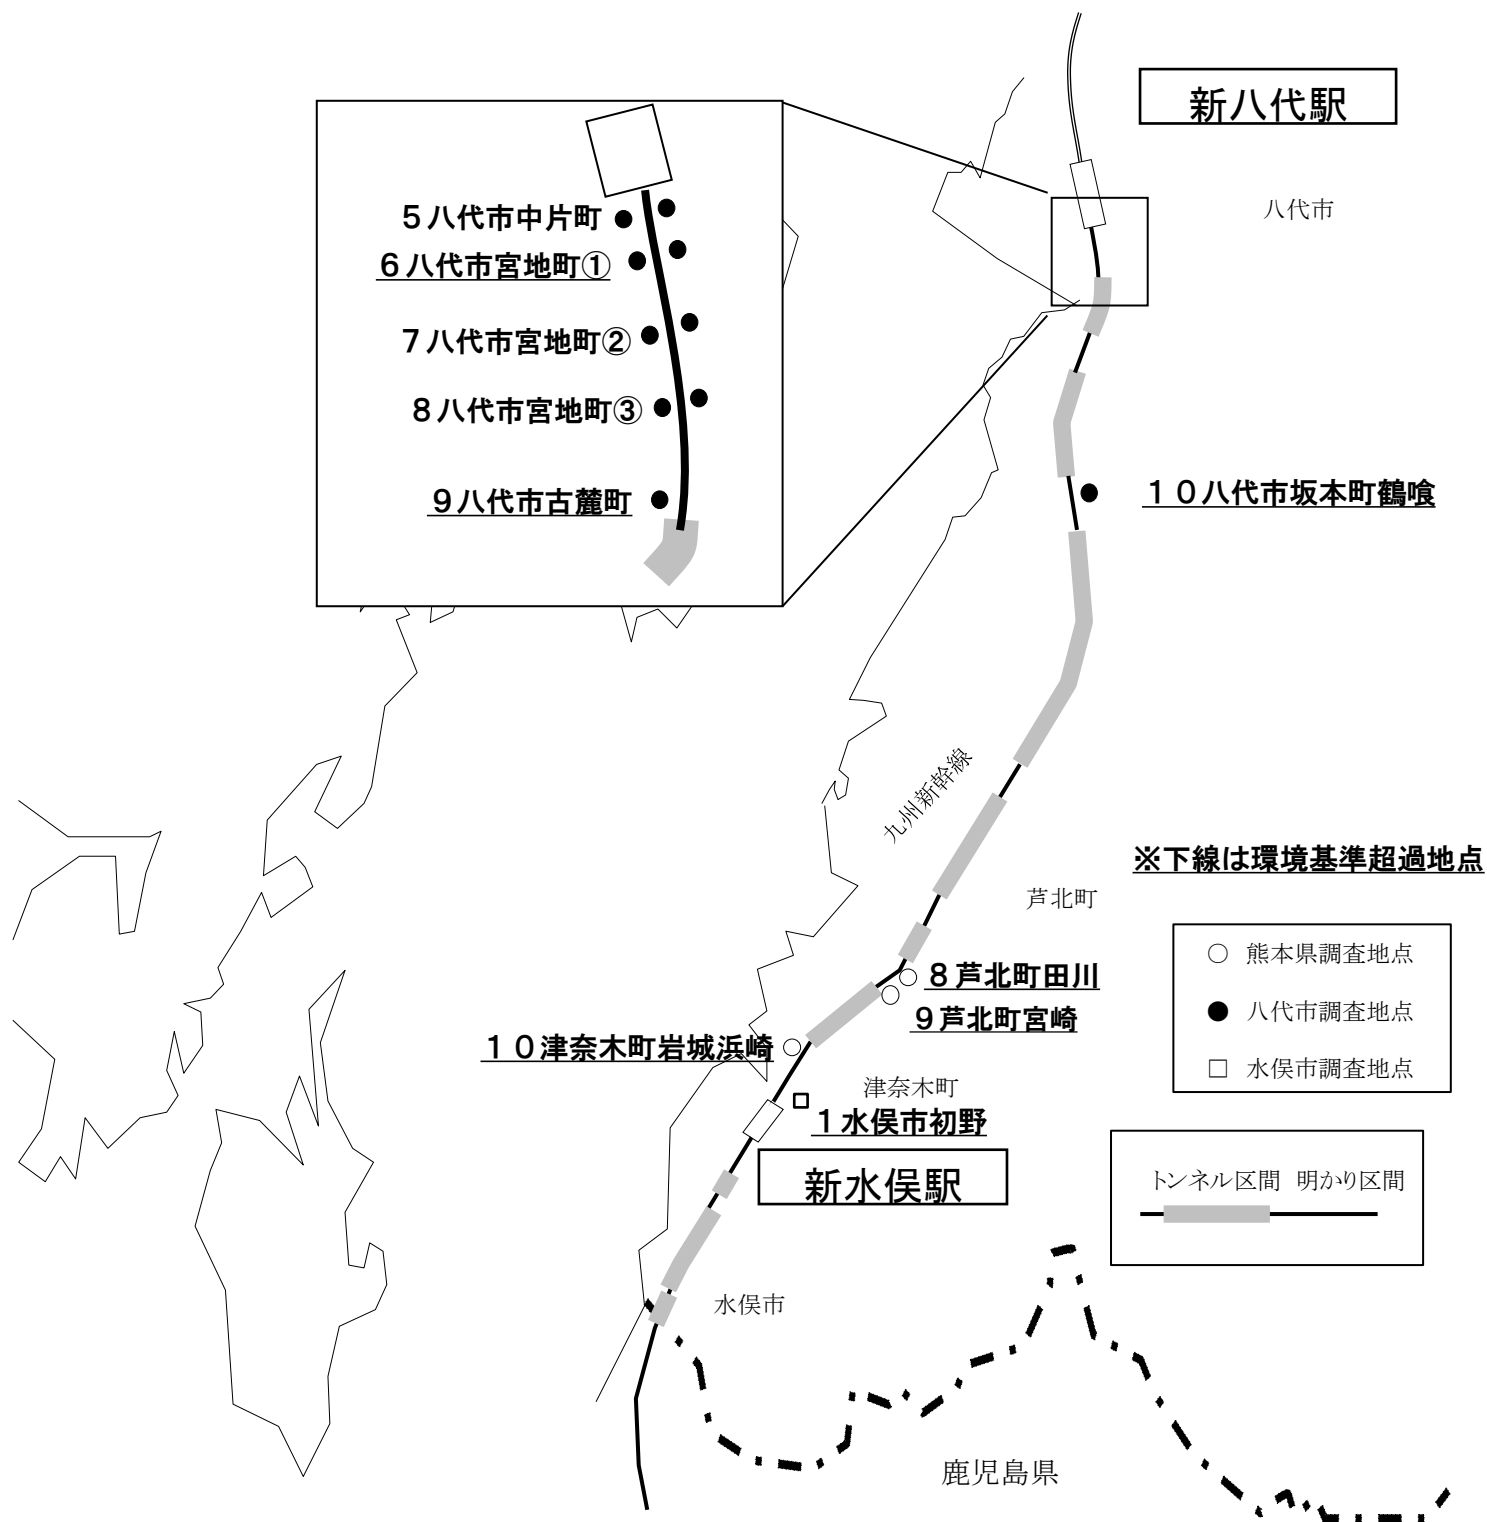 新八代駅
八代市
５八代市中片町
６八代市宮地町①
７八代市宮地町②
８八代市宮地町③
９八代市古麓町
１０八代市坂本町鶴喰
九州新幹線
※下線は環境基準超過地点
芦北町
○ 熊本県調査地点
● 八代市調査地点
□ 水俣市調査地点
８芦北町田川
９芦北町宮崎
１０津奈木町岩城浜崎
津奈木町
１水俣市初野
新水俣駅
トンネル区間 明かり区間
水俣市
鹿児島県